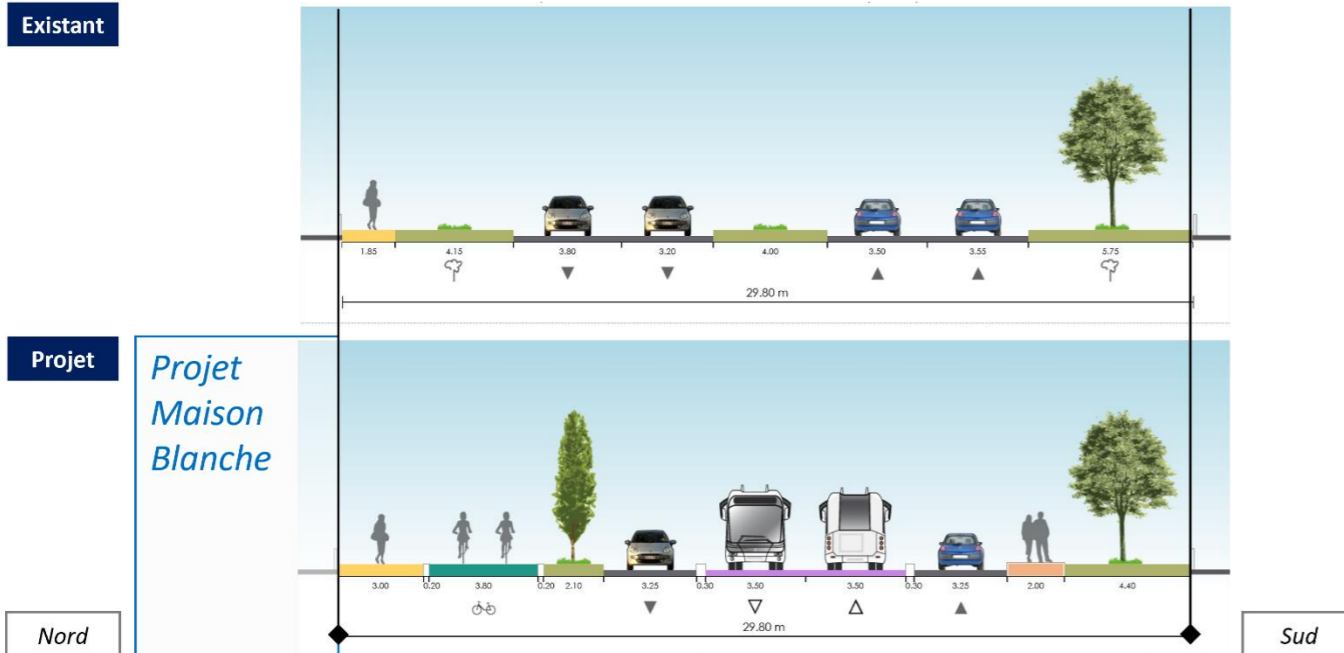 Existant
1.85 4.15 3.80 3.20 4.00 3.50 3.55 5.75
29.80 m
Projet
Projet
Maison
Blanche
3.00 0.20 3.80 0.20 2.10 3.25 0.30 3.50 3.50 0.30 3.25 2.00 4.40
29.80 m
Nord
Sud